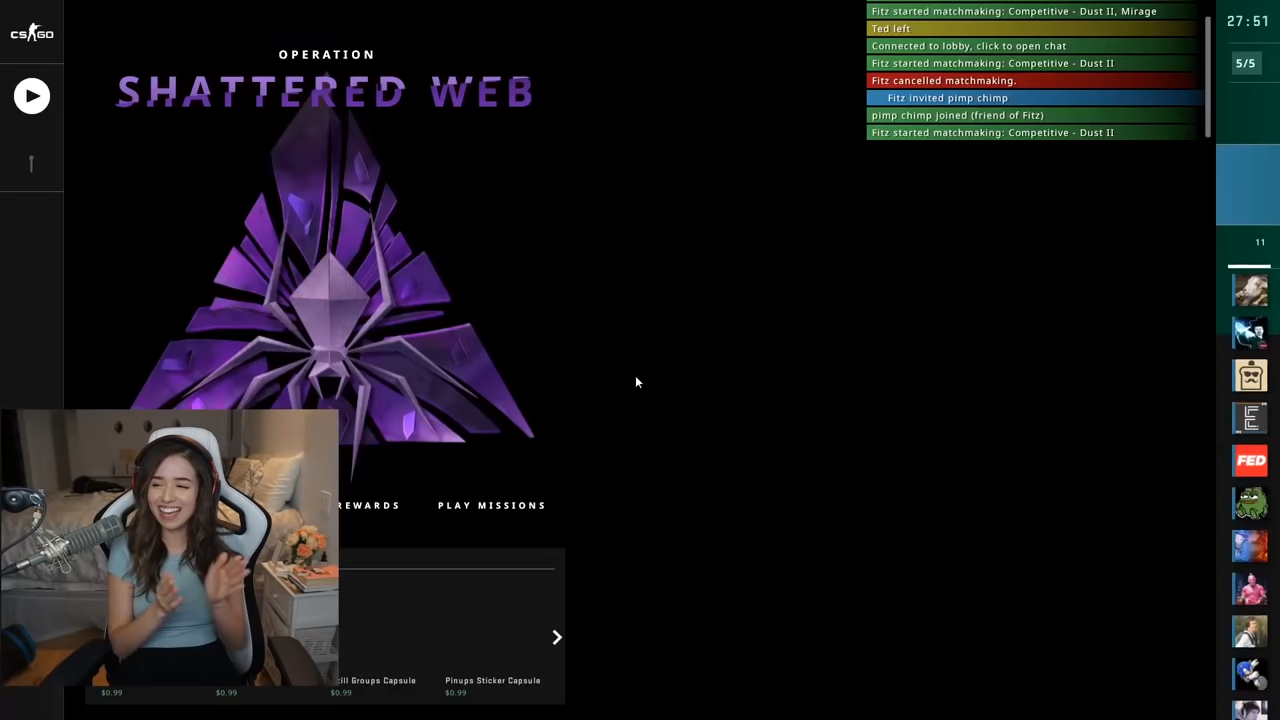 CS GO
OPERATION
SHATTERED WEB
REWARDS
PLAY MISSIONS
ill Groups Capsule
Pinups Sticker Capsule
$0.99
$0.99
$0.99
$0.99
Fitz started matchmaking: Competitive - Dust II, Mirage
Ted left
Connected to lobby, click to open chat
Fitz started matchmaking: Competitive - Dust II
Fitz cancelled matchmaking.
Fitz invited pimp chimp
pimp chimp joined (friend of Fitz)
Fitz started matchmaking: Competitive - Dust II
27:51
5/5
11
FED